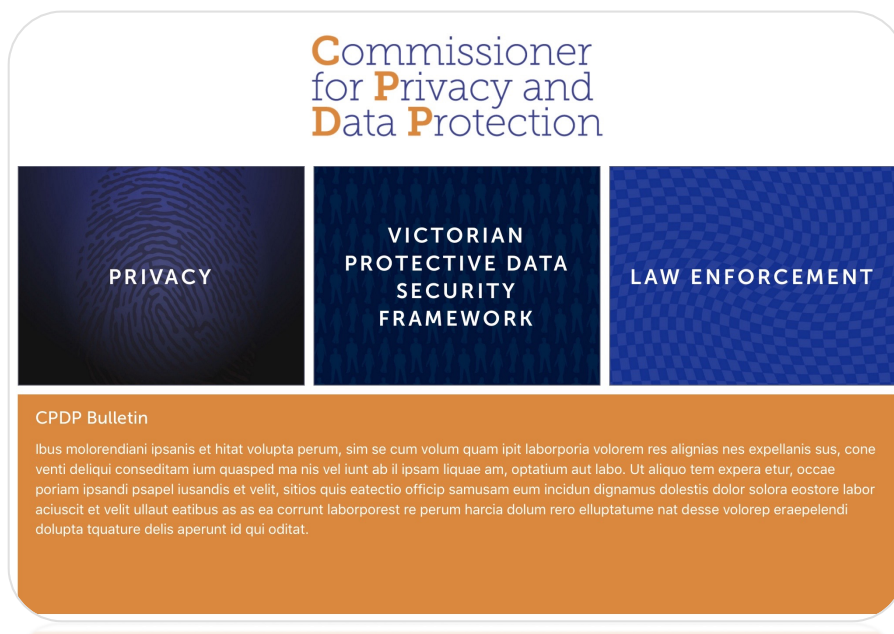 Commissioner
for Privacy and
Data Protection
PRIVACY
VICTORIAN
PROTECTIVE DATA
SECURITY
FRAMEWORK
LAW ENFORCEMENT
CPDP Bulletin
Ibus molorendiani ipsanis et hitat volupta perum, sim se cum volum quam ipit laborporia volorem res alignias nes expellanis sus, cone
venti deliqui conseditam ium quasped ma nis vel iunt ab il ipsam liquae am, optatium aut labo. Ut aliquo tem expera etur, occae
poriam ipsandi psapel iusandis et velit, sitios quis eatectio officip samusam eum incidun dignamus dolestis dolor solora eostore labor
aciuscit et velit ullaut eatibus as as ea corrunt laborporest re perum harcia dolum rero elluptatume nat desse volorep eraepelendi
dolupta tquature delis aperunt id qui oditat.